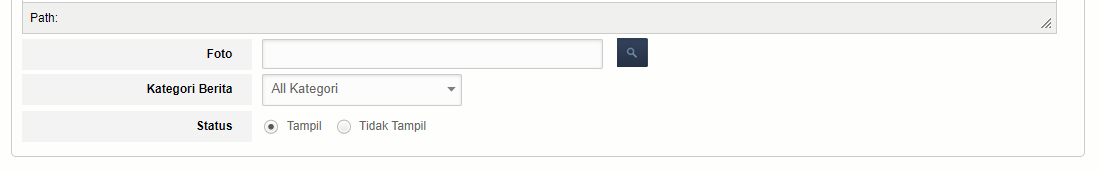 Path:
Foto
Kategori Berita All Kategori
Status Tampil Tidak Tampil